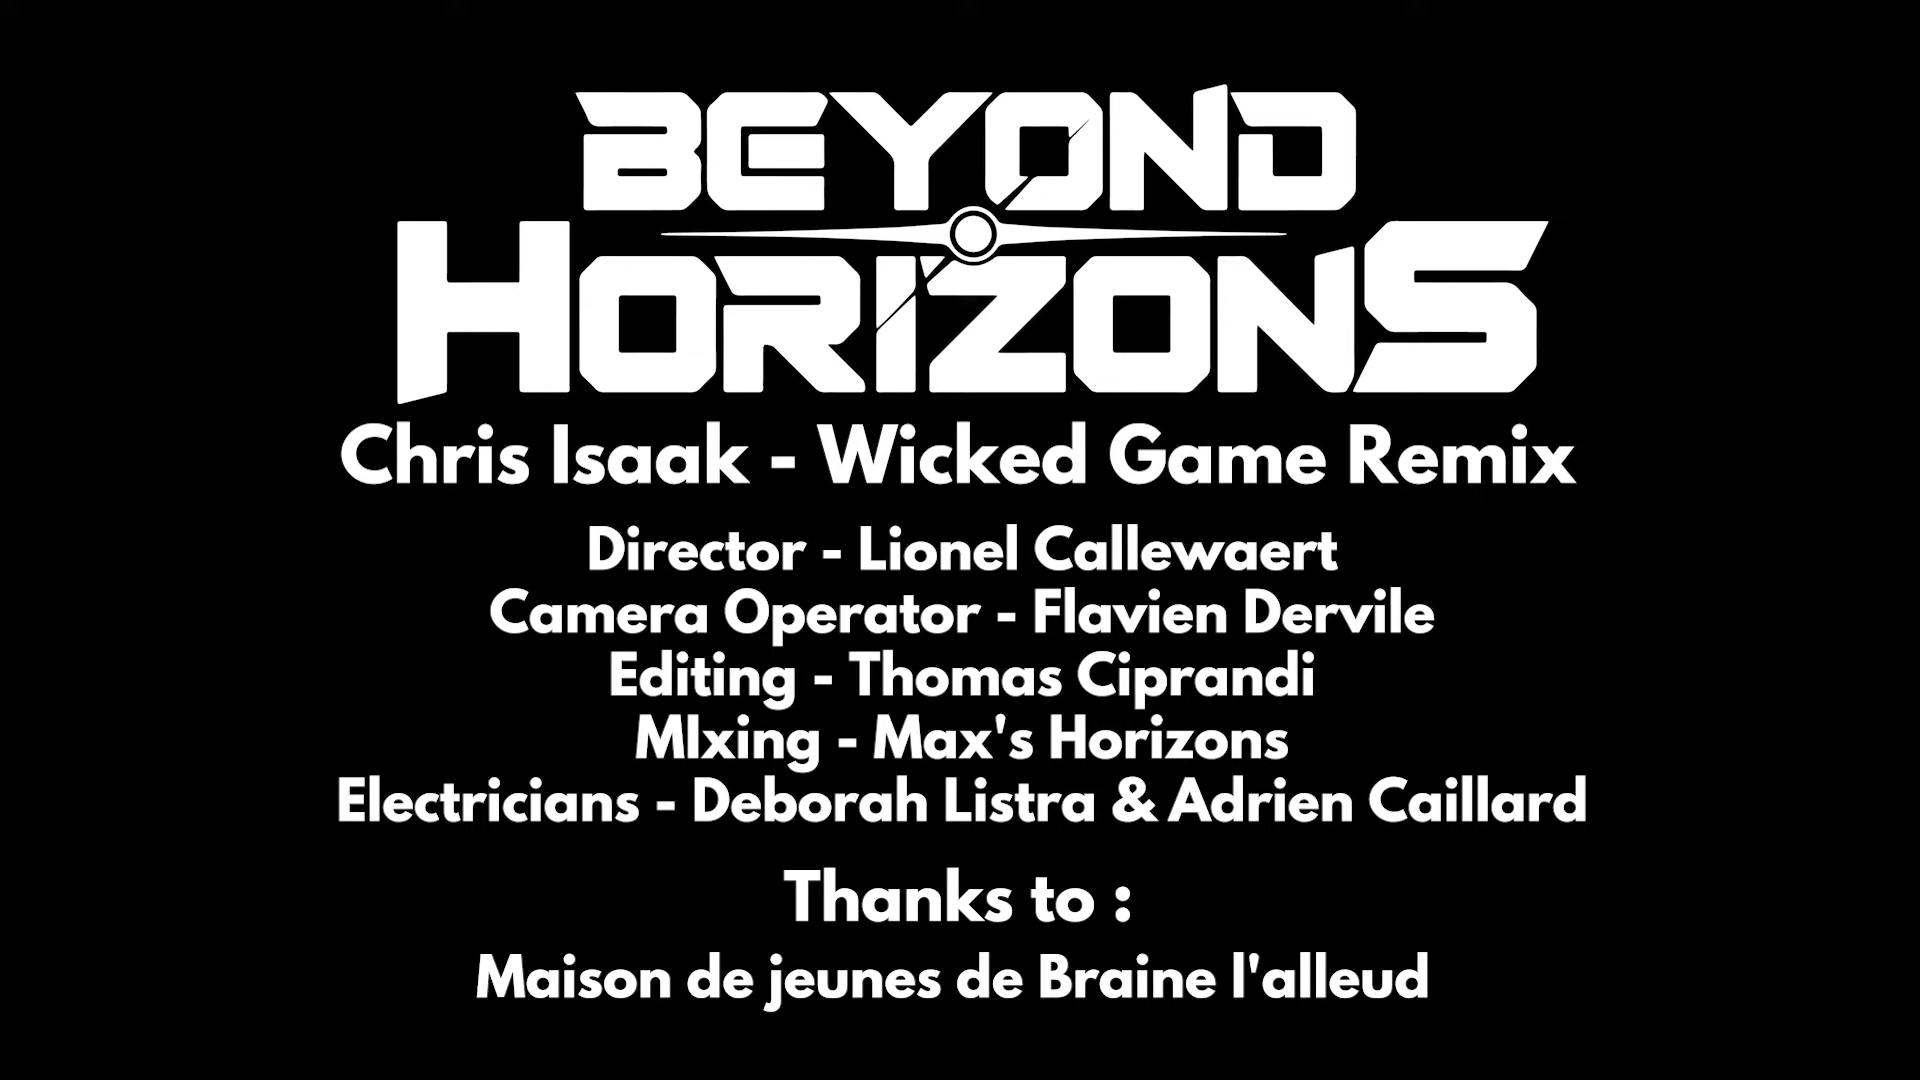 BEYOND
HORIZONS
Chris Isaak - Wicked Game Remix
Director - Lionel Callewaert
Camera Operator - Flavien Dervile
Editing - Thomas Ciprandi
MIxing - Max's Horizons
Electricians - Deborah Listra & Adrien Caillard
Thanks to :
Maison de jeunes de Braine l'alleud